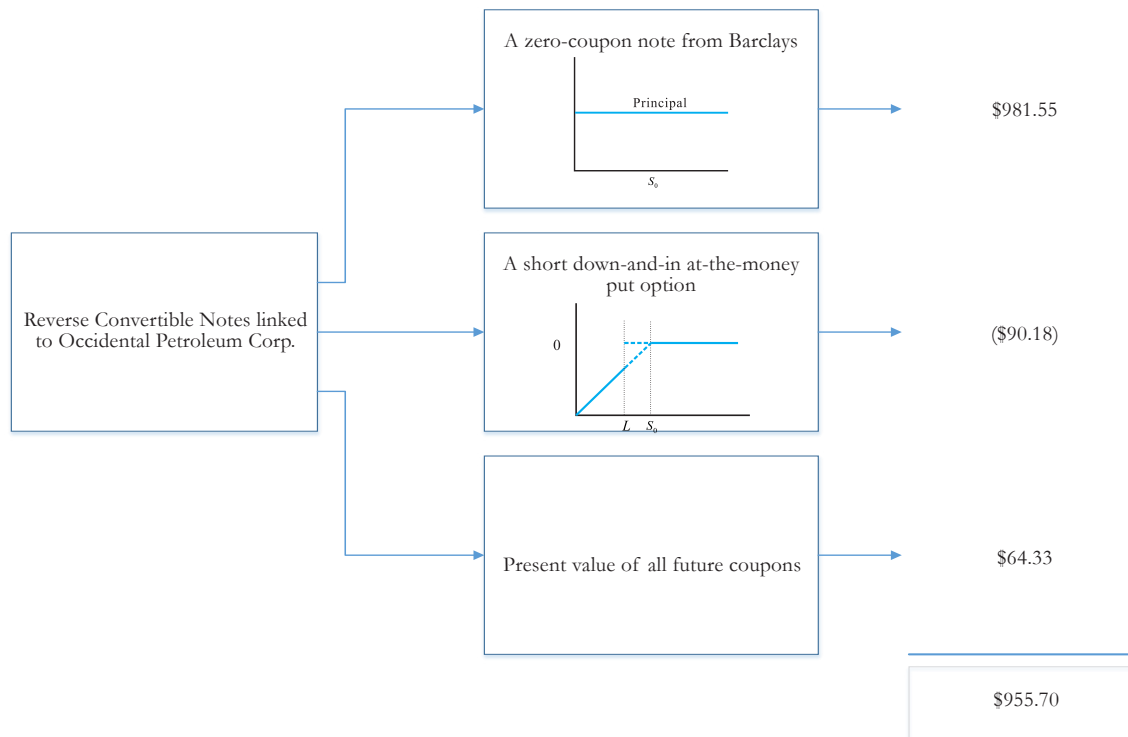 A zero-coupon note from Barclays
Principal
S₀
$981.55
Reverse Convertible Notes linked
to Occidental Petroleum Corp.
A short down-and-in at-the-money
put option
0
L S₀
($90.18)
Present value of all future coupons
$64.33
$955.70